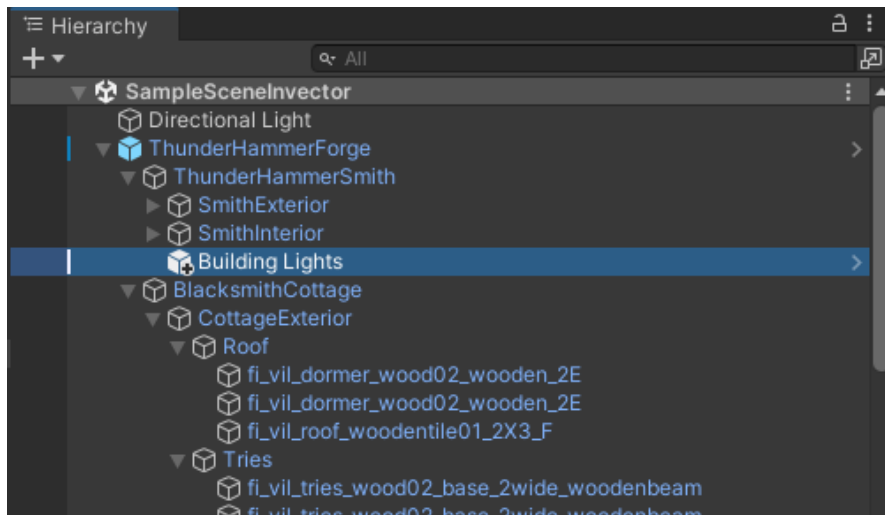 Hierarchy
All
SampleSceneInvector
Directional Light
ThunderHammerForge
ThunderHammerSmith
SmithExterior
SmithInterior
Building Lights
BlacksmithCottage
CottageExterior
Roof
fi_vil_dormer_wood02_wooden_2E
fi_vil_dormer_wood02_wooden_2E
fi_vil_roof_woodentile01_2X3_F
Tries
fi_vil_tries_wood02_base_2wide_woodenbeam
fi_vil_tries_wood02_base_2wide_woodenbeam